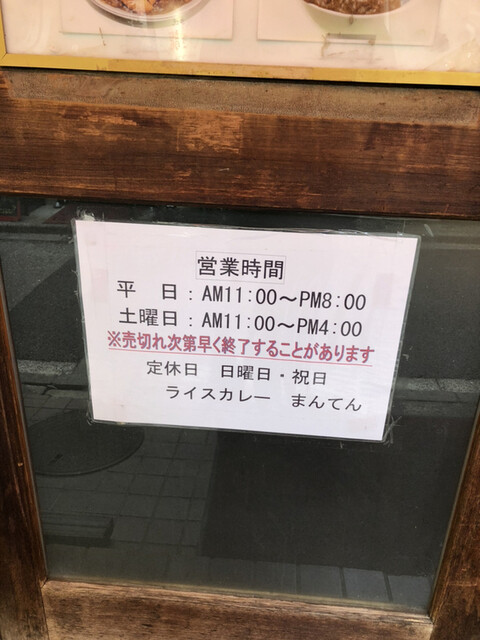 営業時間
平　日：AM11:00～PM8:00
土曜日：AM11:00～PM4:00
※売切れ次第早く終了することがあります
定休日　日曜日・祝日
ライスカレー　まんてん